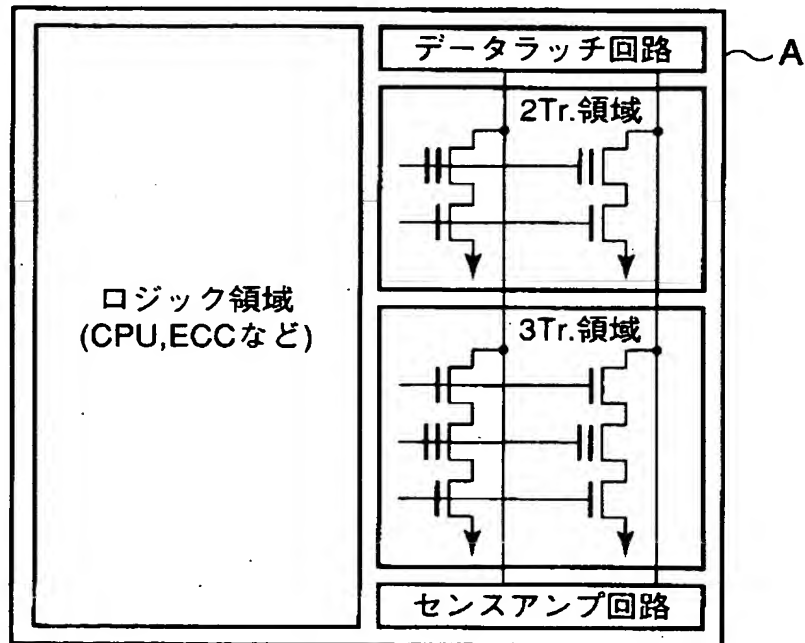 データラッチ回路
A
2Tr.領域
ロジック領域
(CPU,ECCなど)
3Tr.領域
センスアンプ回路